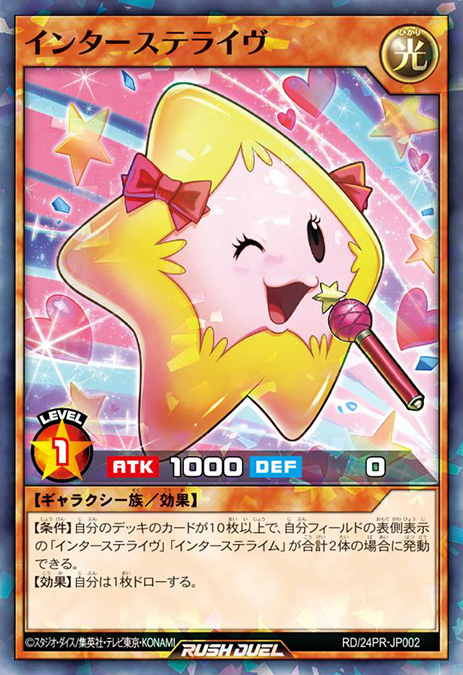 インターステライヴ
ひかり
光
LEVEL
1
ATK 1000 DEF 0
【ギャラクシー族/効果】
【条件】自分のデッキのカードが10枚以上で、自分フィールドの表側表示
の「インターステライヴ」「インターステライム」が合計2体の場合に発動
できる。
【効果】自分は1枚ドローする。
©スタジオ・ダイス/集英社・テレビ東京・KONAMI
RUSH DUEL
RD/24PR-JP002